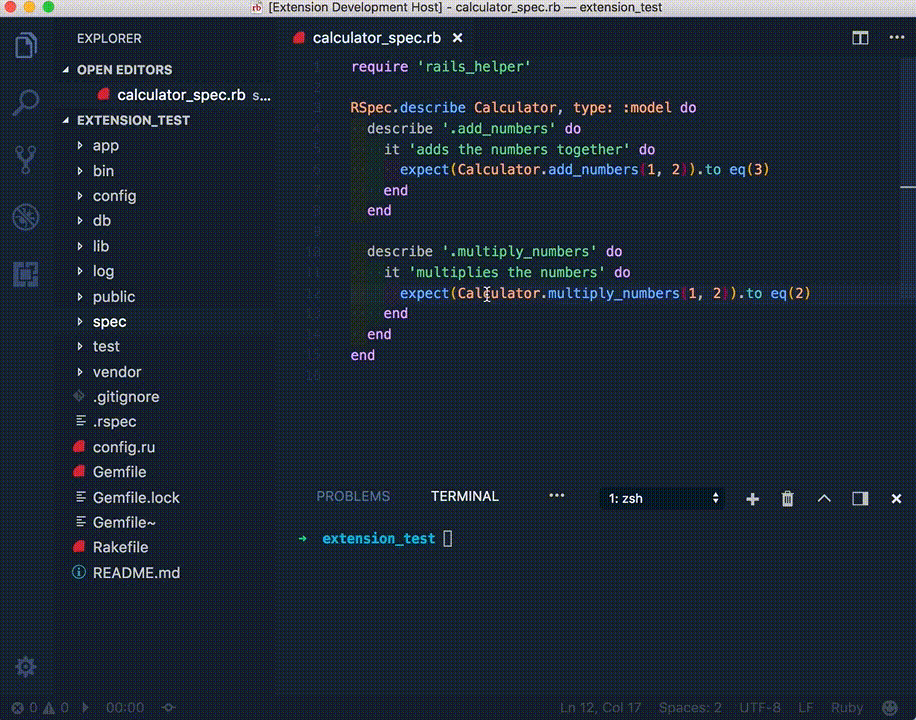 [Extension Development Host] - calculator_spec.rb — extension_test
EXPLORER
OPEN EDITORS
calculator_spec.rb s...
EXTENSION_TEST
app
bin
config
db
lib
log
public
spec
test
vendor
.gitignore
.rspec
config.ru
Gemfile
Gemfile.lock
Gemfile~
Rakefile
README.md
calculator_spec.rb
1 require 'rails_helper'
2
3 RSpec.describe Calculator, type: :model do
4 describe '.add_numbers' do
5 it 'adds the numbers together' do
6 expect(Calculator.add_numbers(1, 2)).to eq(3)
7 end
8 end
9
10 describe '.multiply_numbers' do
11 it 'multiplies the numbers' do
12 expect(Calculator.multiply_numbers(1, 2)).to eq(2)
13 end
14 end
15 end
16
PROBLEMS TERMINAL ... 1: zsh
→ extension_test
0 0 00:00 Ln 12, Col 17 Spaces: 2 UTF-8 LF Ruby